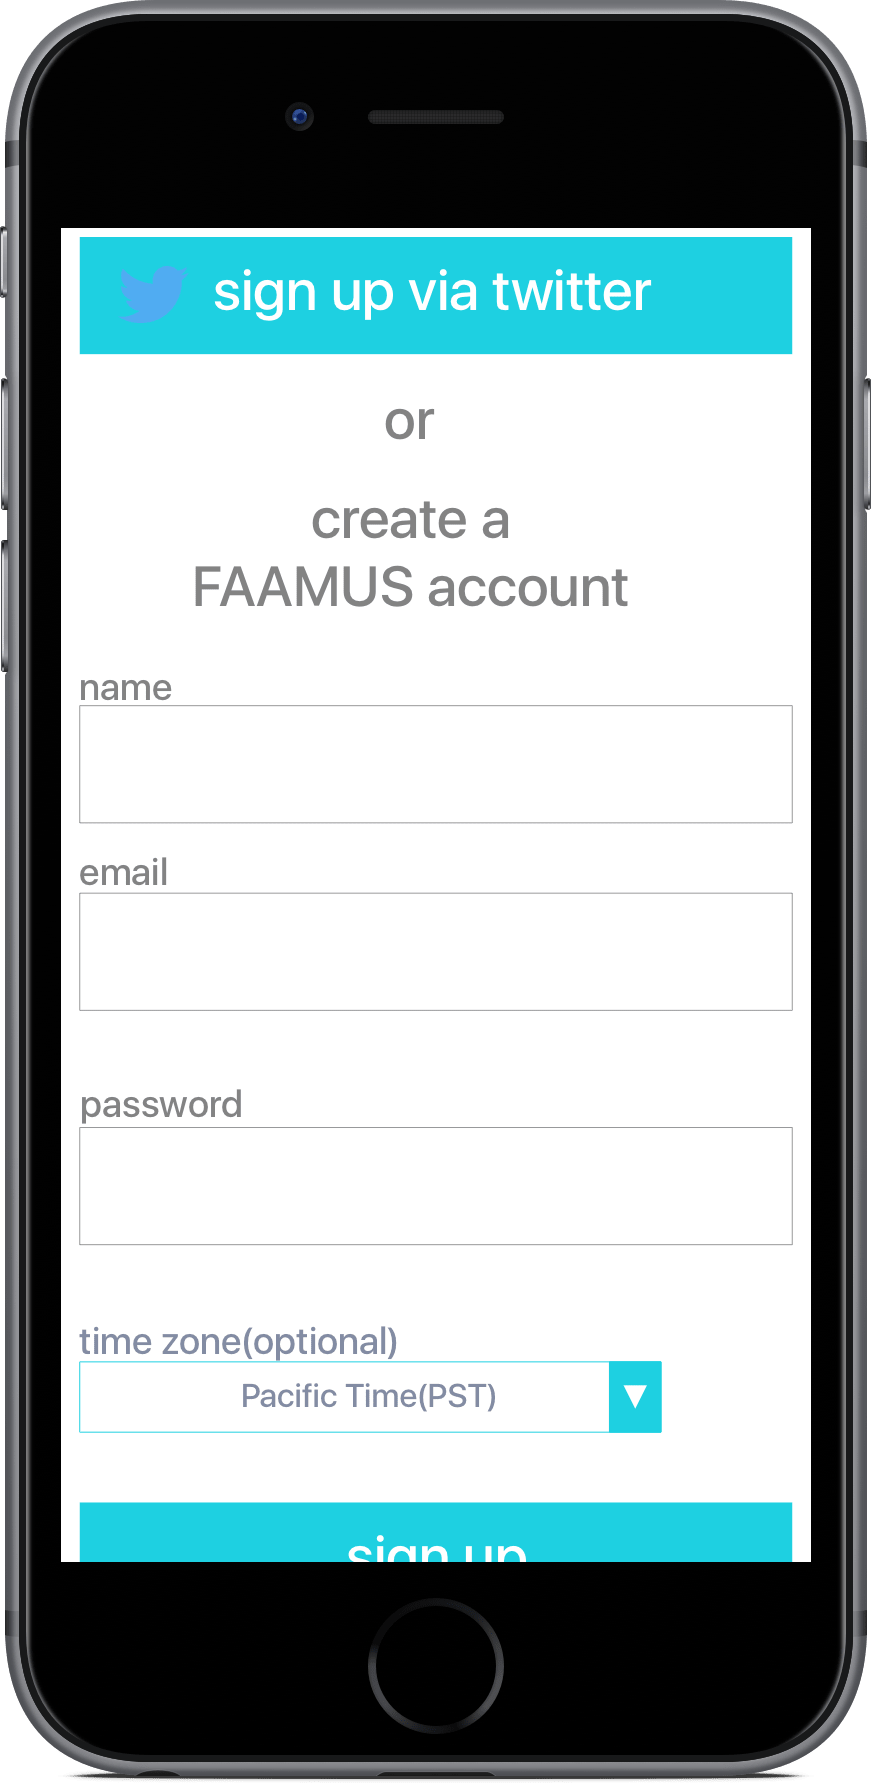 sign up via twitter
or
create a
FAAMUS account
name
email
password
time zone(optional)
Pacific Time(PST)
sign up